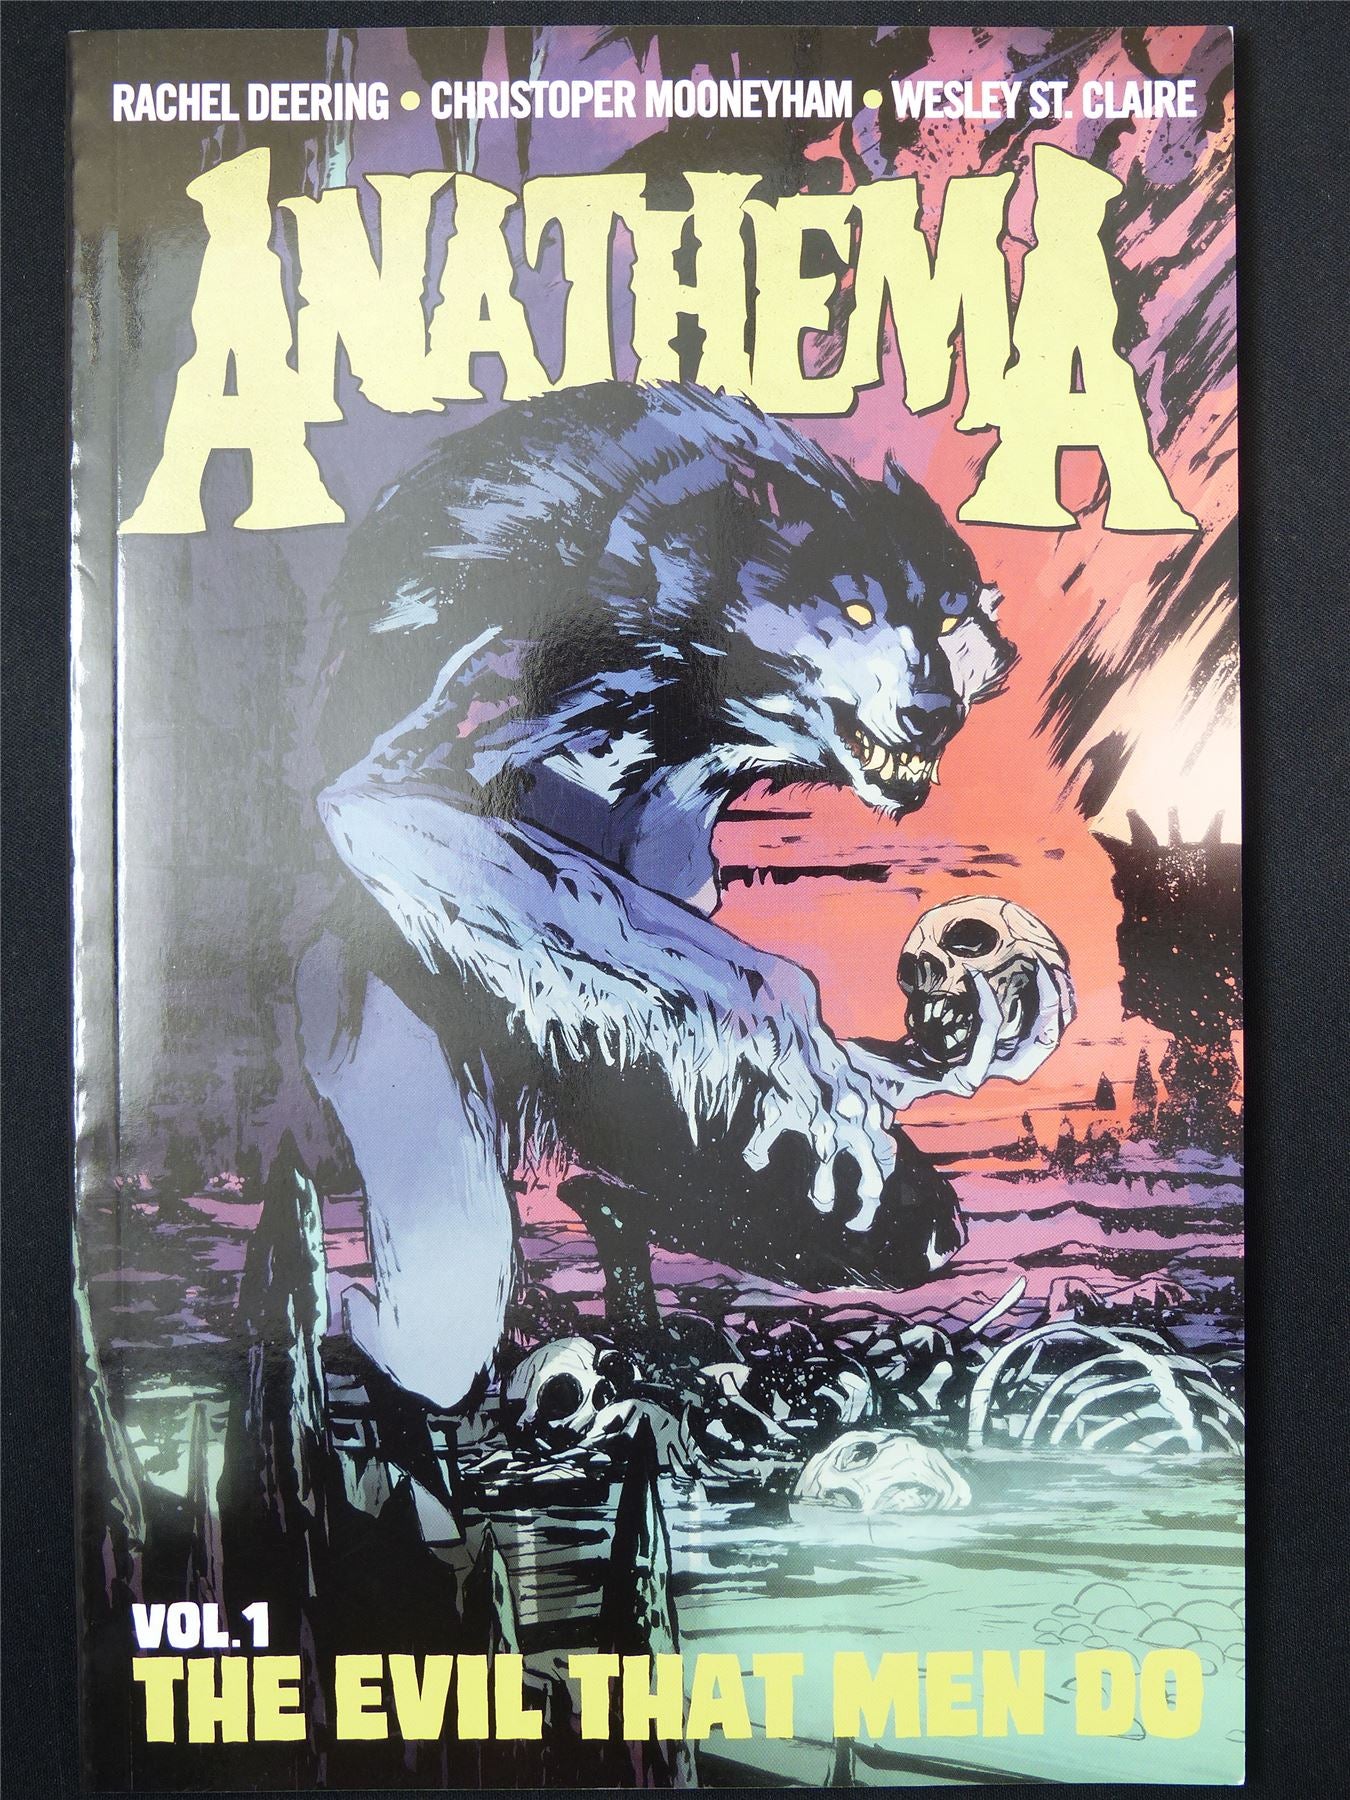 RACHEL DEERING • CHRISTOPER MOONEYHAM • WESLEY ST. CLAIRE
ANATHEMA
VOL.1
THE EVIL THAT MEN DO